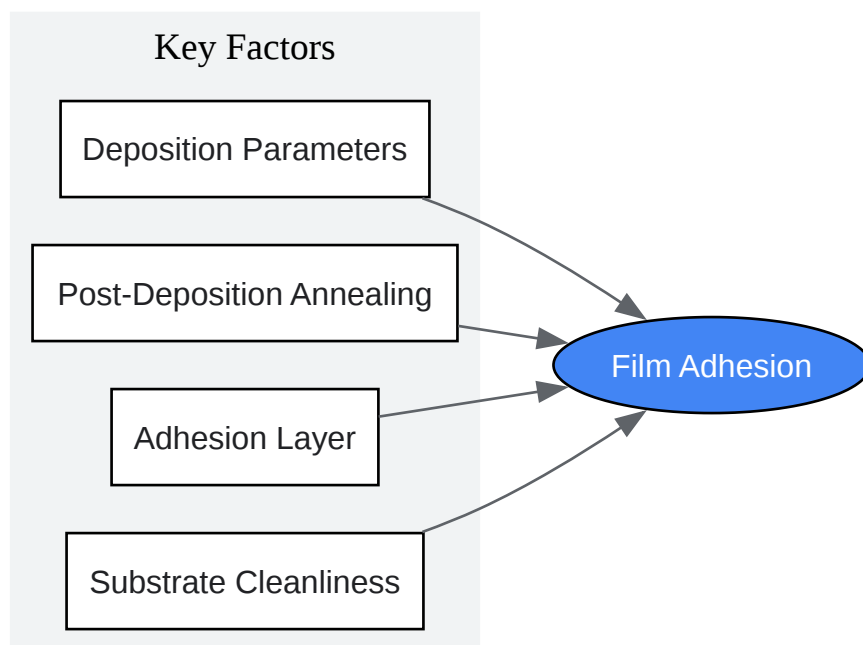 Key Factors
Deposition Parameters
Post-Deposition Annealing
Film Adhesion
Adhesion Layer
Substrate Cleanliness